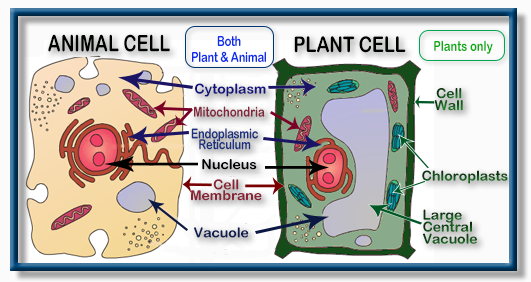 ANIMAL CELL
Both
Plant & Animal
PLANT CELL
Plants only
Cytoplasm
Mitochondria
Endoplasmic
Reticulum
Nucleus
Cell
Membrane
Vacuole
Cell
Wall
Chloroplasts
Large
Central
Vacuole